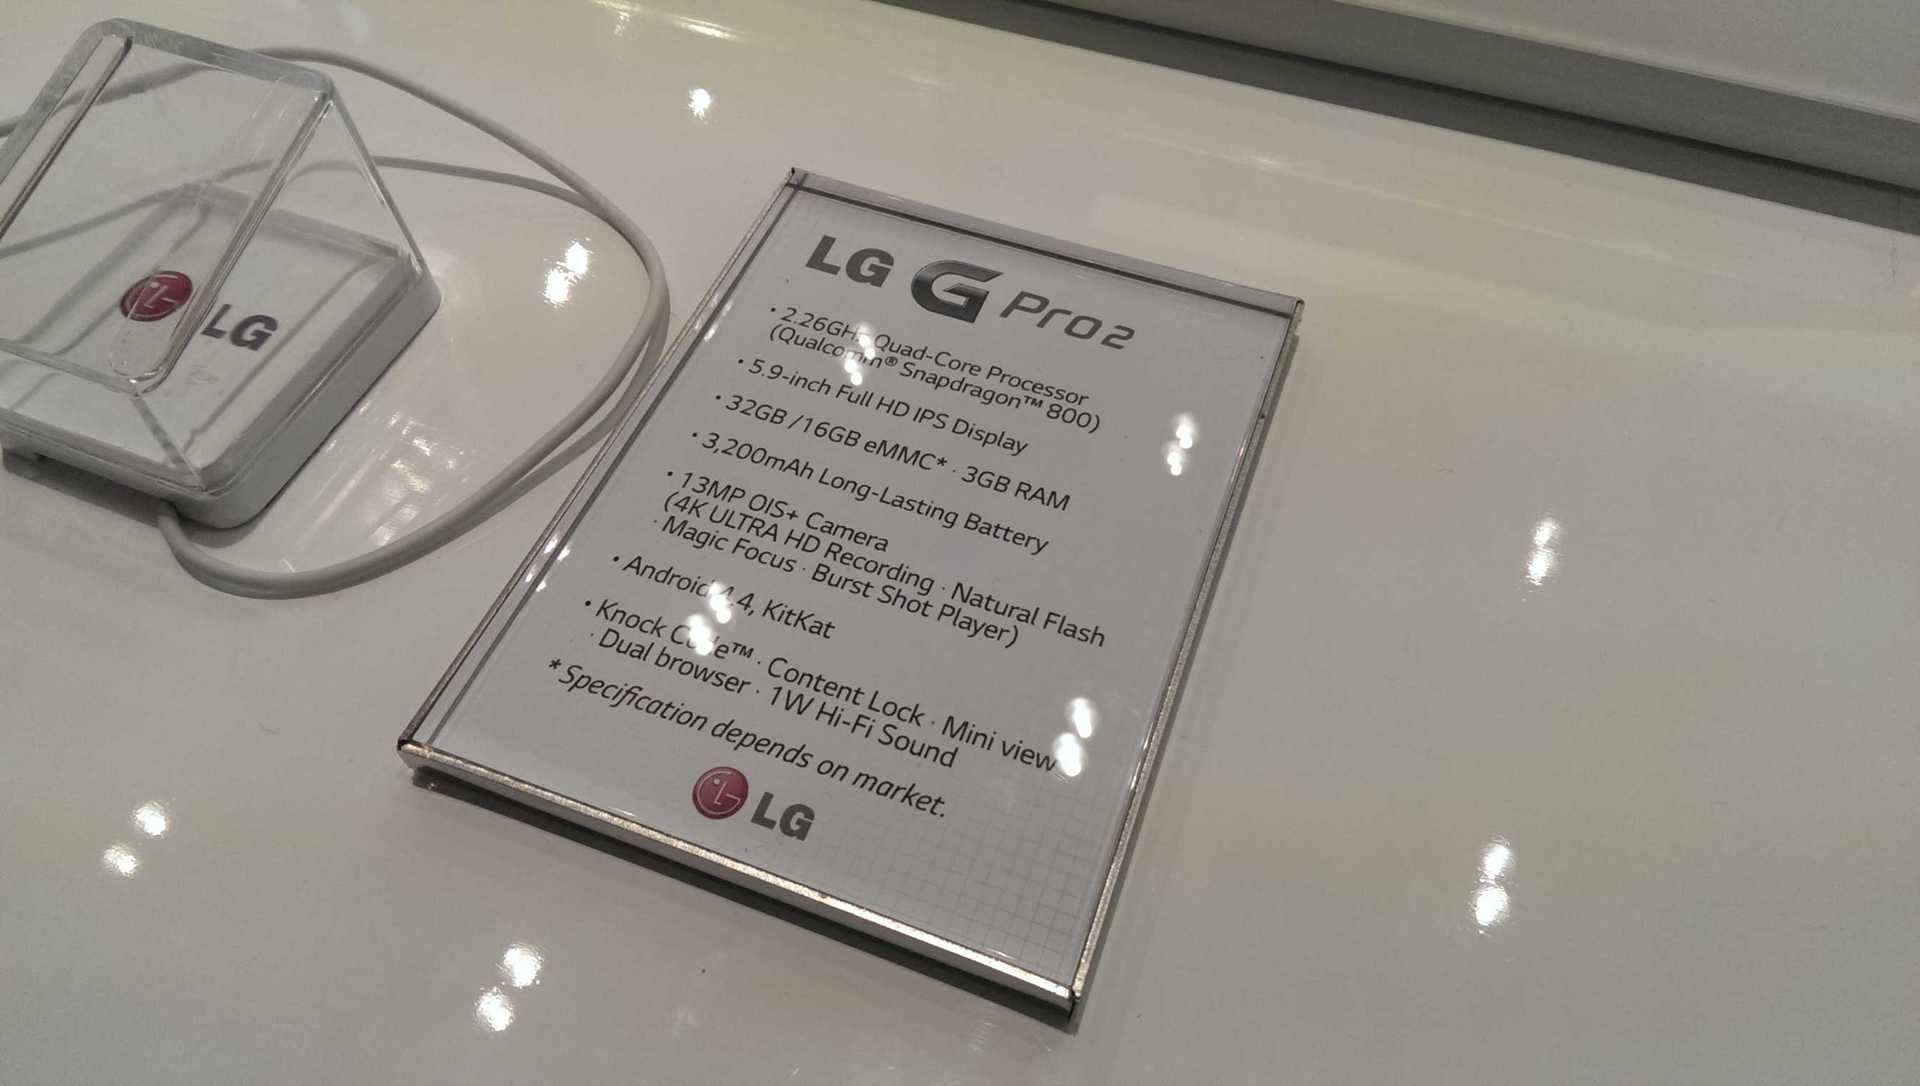 LG
LG G Pro 2
• 2.26GHz Quad-Core Processor
(Qualcomm® Snapdragon™ 800)
• 5.9-inch Full HD IPS Display
• 32GB /16GB eMMC* · 3GB RAM
• 3,200mAh Long-Lasting Battery
• 13MP OIS+ Camera
(4K ULTRA HD Recording · Natural Flash
· Magic Focus · Burst Shot Player)
• Android 4.4, KitKat
• Knock Code™ · Content Lock · Mini view
· Dual browser · 1W Hi-Fi Sound
* Specification depends on market.
LG